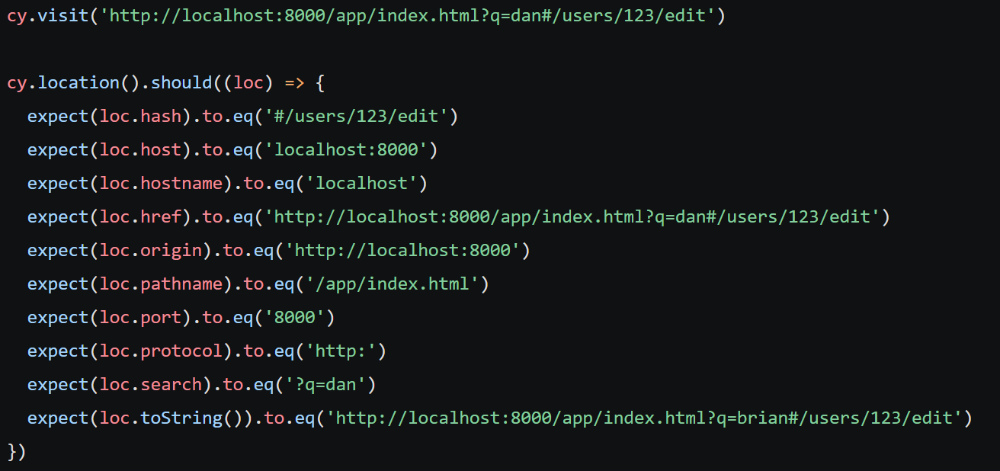 cy.visit('http://localhost:8000/app/index.html?q=dan#/users/123/edit')
cy.location().should((loc) => {
expect(loc.hash).to.eq('#/users/123/edit')
expect(loc.host).to.eq('localhost:8000')
expect(loc.hostname).to.eq('localhost')
expect(loc.href).to.eq('http://localhost:8000/app/index.html?q=dan#/users/123/edit')
expect(loc.origin).to.eq('http://localhost:8000')
expect(loc.pathname).to.eq('/app/index.html')
expect(loc.port).to.eq('8000')
expect(loc.protocol).to.eq('http:')
expect(loc.search).to.eq('?q=dan')
expect(loc.toString()).to.eq('http://localhost:8000/app/index.html?q=brian#/users/123/edit')
})